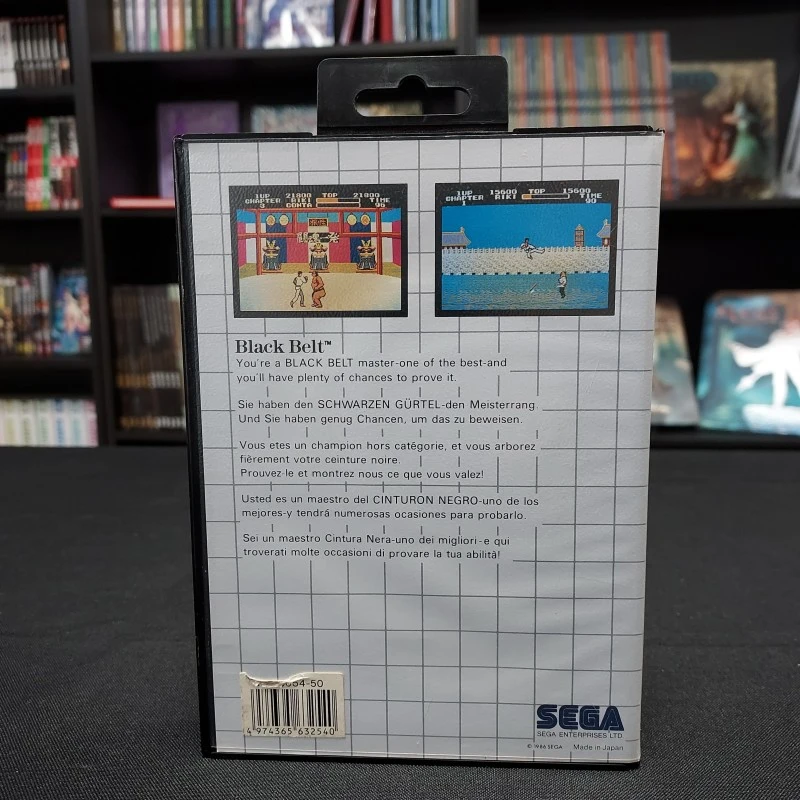 1UP 21800 TOP 21800
CHAPTER RIKI TIME
3 GONTA 96
1UP 15600 TOP 15600
CHAPTER RIKI TIME
1 90
Black Belt™
You're a BLACK BELT master-one of the best-and
you'll have plenty of chances to prove it.
Sie haben den SCHWARZEN GÜRTEL-den Meisterrang.
Und Sie haben genug Chancen, um das zu beweisen.
Vous etes un champion hors catégorie, et vous arborez
fièrement votre ceinture noire.
Prouvez-le et montrez nous ce que vous valez!
Usted es un maestro del CINTURON NEGRO-uno de los
mejores-y tendrá numerosas ocasiones para probarlo.
Sei un maestro Cintura Nera-uno dei migliori-e qui
troverati molte occasioni di provare la tua abilità!
54-50
4 974365 632540
SEGA
SEGA ENTERPRISES LTD.
© 1986 SEGA Made in Japan